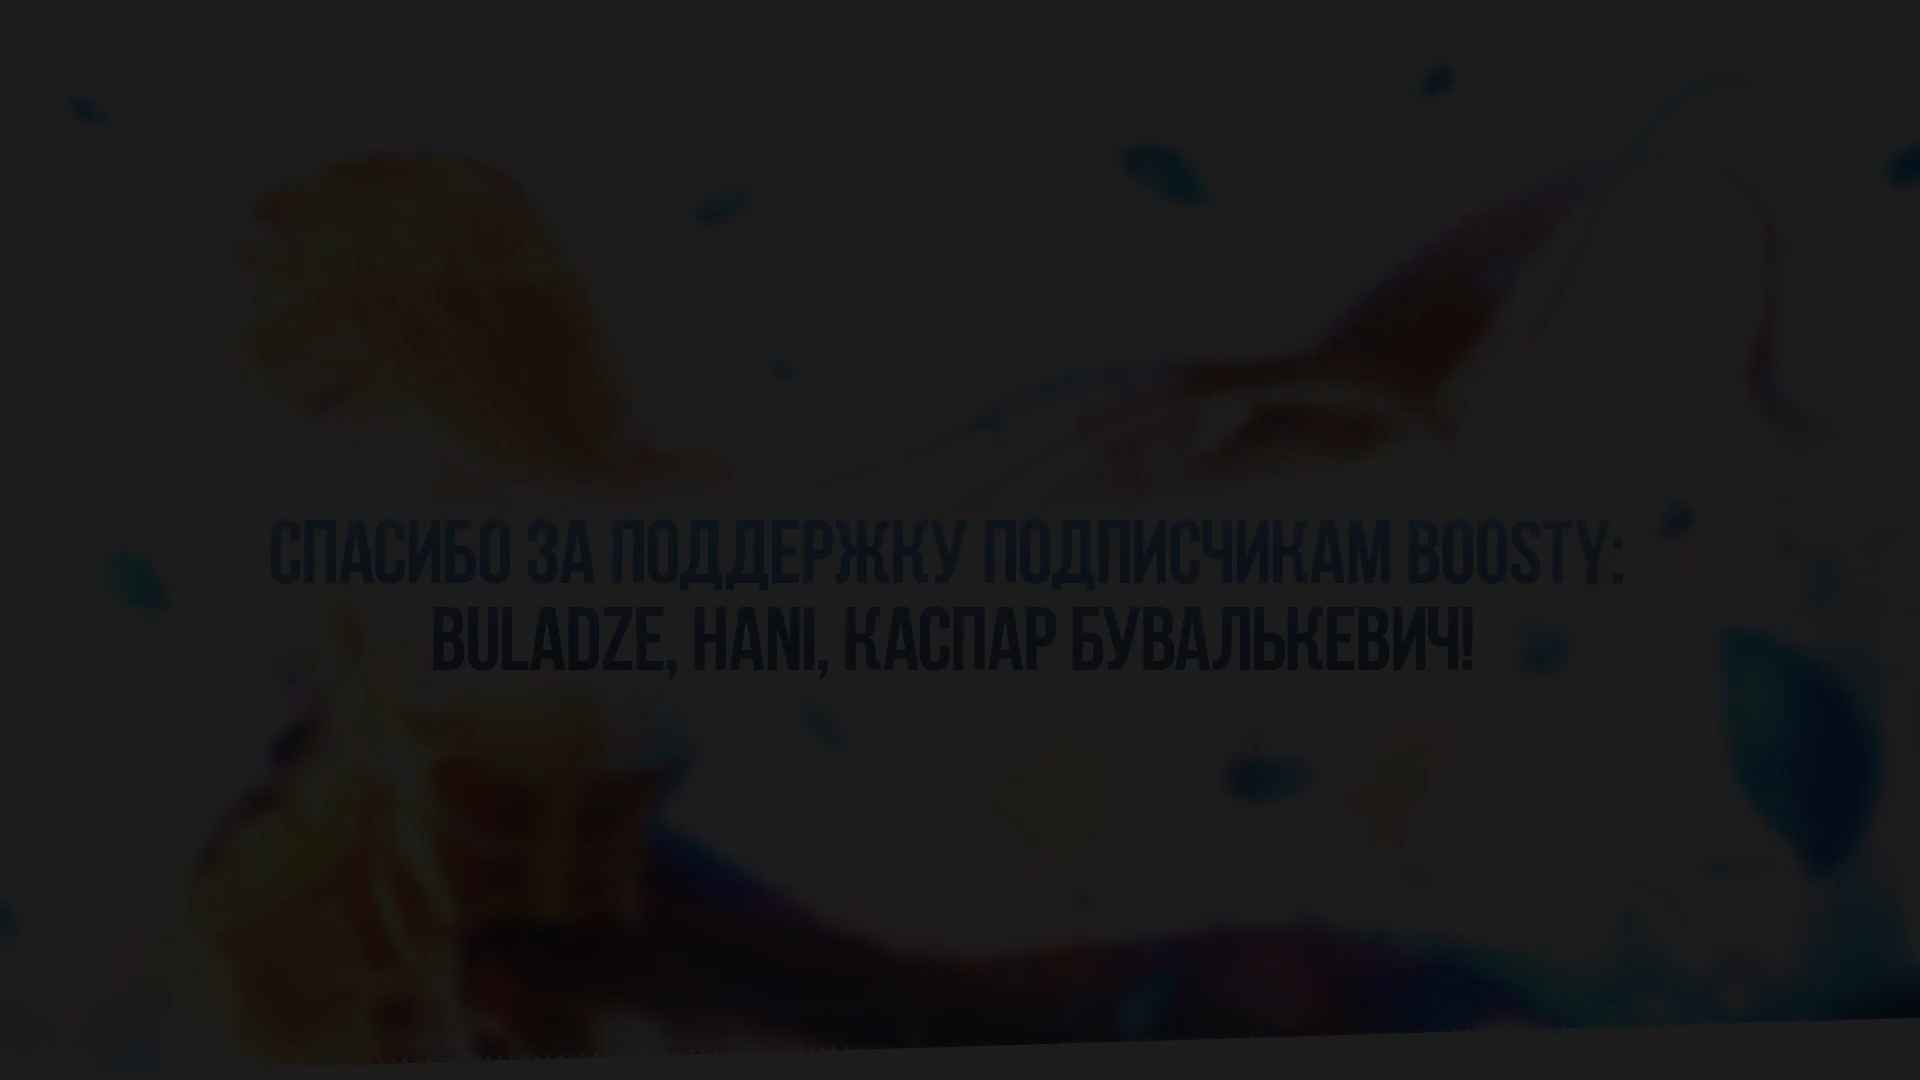 СПАСИБО ЗА ПОДДЕРЖКУ ПОДПИСЧИКАМ BOOSTY:
BULADZE, HANI, КАСПАР БУВАЛЬКЕВИЧ!